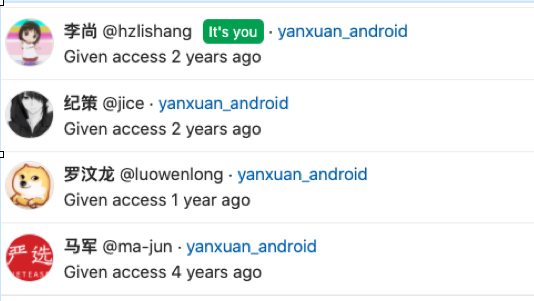 李尚 @hzlishang It's you · yanxuan_android
Given access 2 years ago
纪策 @jice · yanxuan_android
Given access 2 years ago
罗汶龙 @luowenlong · yanxuan_android
Given access 1 year ago
马军 @ma-jun · yanxuan_android
严选
NETEASE
Given access 4 years ago